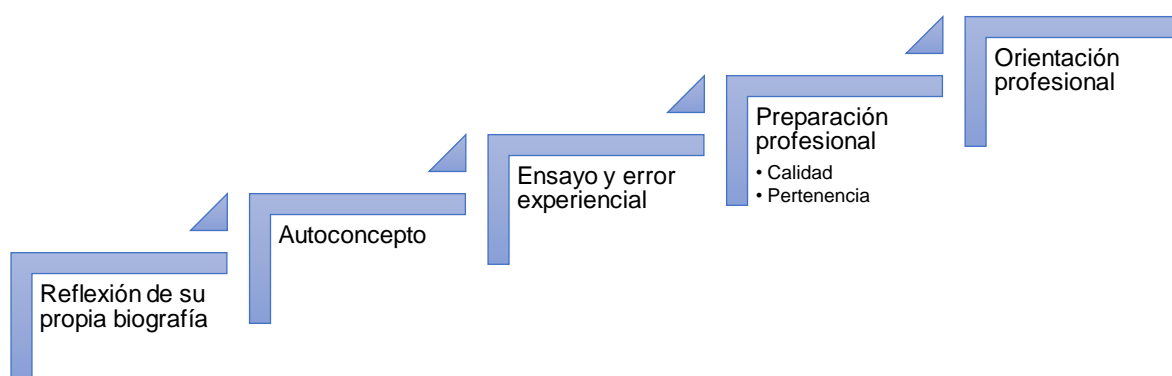 Reflexión de su
propia biografía
Autoconcepto
Ensayo y error
experiencial
Preparación
profesional
• Calidad
• Pertenencia
Orientación
profesional